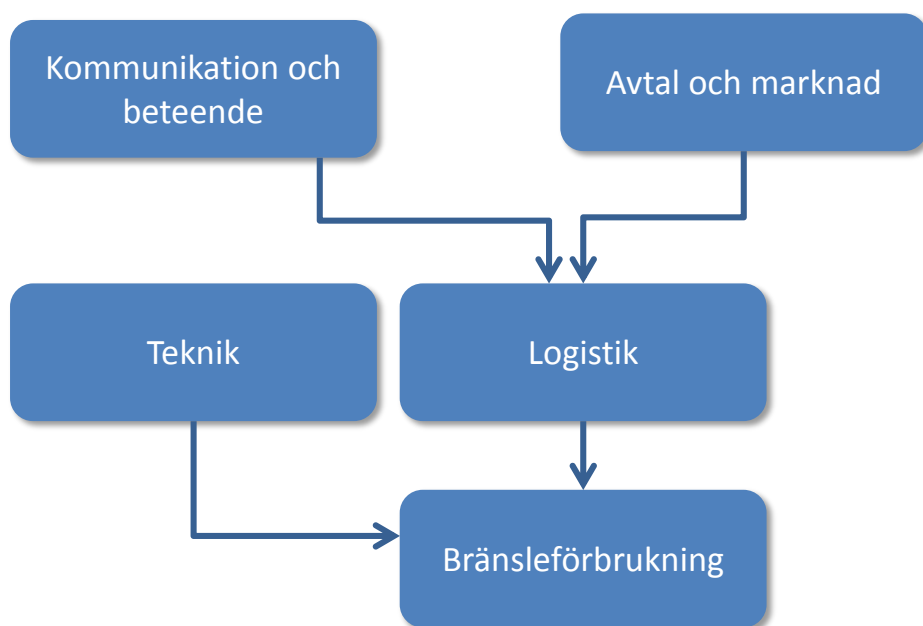 Kommunikation och
beteende
Avtal och marknad
Teknik
Logistik
Bränsleförbrukning